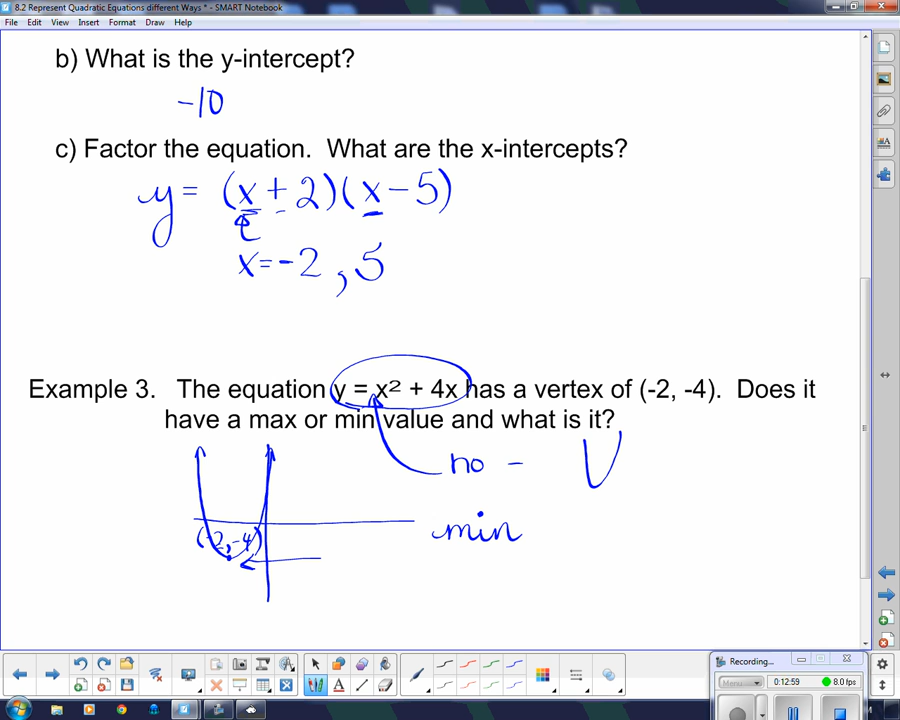 8.2 Represent Quadratic Equations different Ways * - SMART Notebook
File Edit View Insert Format Draw Help
b) What is the y-intercept?
-10
c) Factor the equation. What are the x-intercepts?
y = (x + 2)(x - 5)
x = -2, 5
Example 3. The equation y = x² + 4x has a vertex of (-2, -4). Does it
have a max or min value and what is it?
no -
(-2, -4)
min
Recording...
Menu
0:12:59
8.0 fps